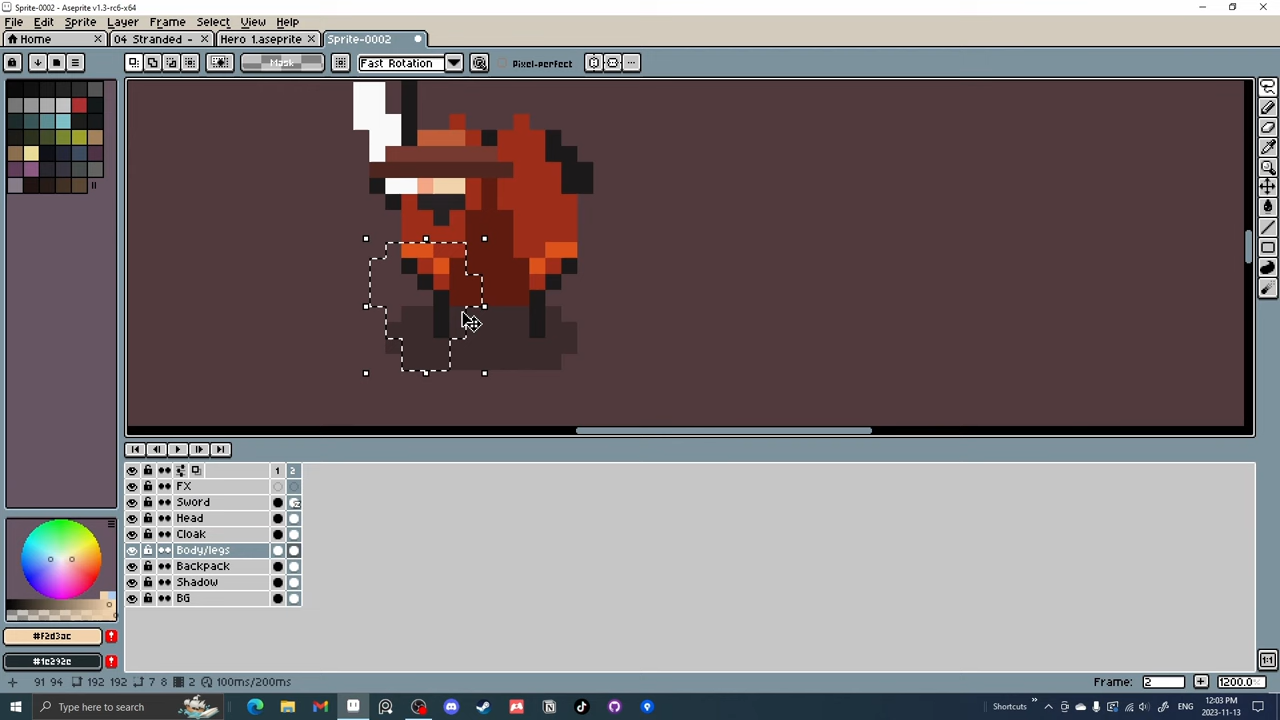 Sprite-0002 - Aseprite v1.3-rc6-x64
File Edit Sprite Layer Frame Select View Help
Home 04 Stranded - Hero 1.aseprite Sprite-0002
Mask Fast Rotation Pixel-perfect
1 2
FX
Sword
Head
Cloak
Body/legs
Backpack
Shadow
BG
#f2d3ac
#1c292c
1:1
91 94 192 192 7 8 2 100ms/200ms Frame: 2 1200.0
Type here to search Shortcuts ENG 12:03 PM
2023-11-13